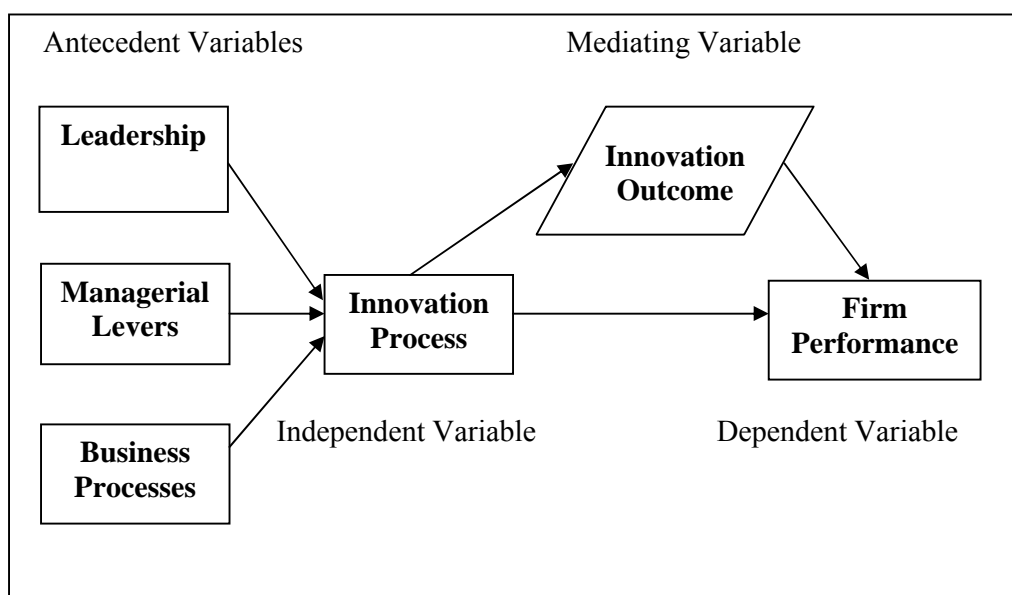 Antecedent Variables
Mediating Variable
Leadership
Innovation
Outcome
Managerial
Levers
Innovation
Process
Firm
Performance
Independent Variable
Dependent Variable
Business
Processes